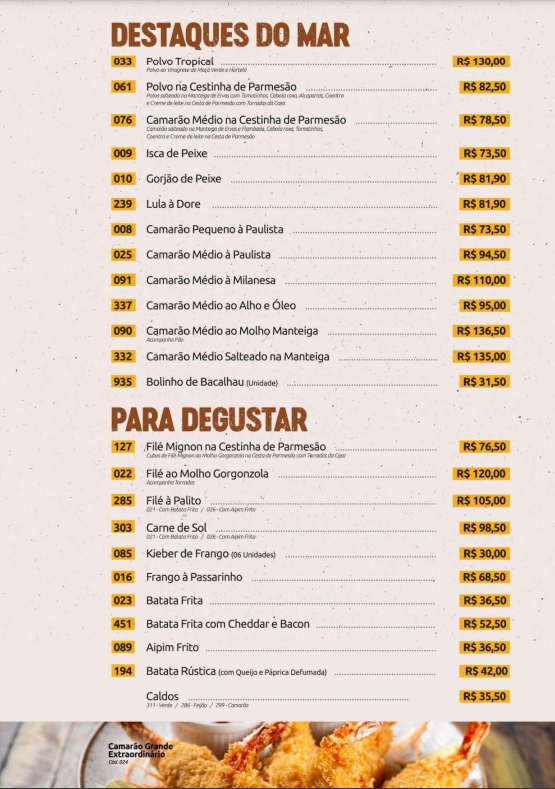 DESTAQUES DO MAR
033 Polvo Tropical R$ 130,00
Polvo ao Vinagrete de Maçã Verde e Hortelã
061 Polvo na Cestinha de Parmesão R$ 82,50
Polvo salteado na Manteiga de Ervas com Tomatinhos, Cebola roxa, Alcaparras, Coentro
e Creme de leite na Cesta de Parmesão com Torradas da Casa
076 Camarão Médio na Cestinha de Parmesão R$ 78,50
Camarão salteado na Manteiga de Ervas e Flambado, Cebola roxa, Tomatinhos,
Coentro e Creme de leite na Cesta de Parmesão
009 Isca de Peixe R$ 73,50
010 Gorjão de Peixe R$ 81,90
239 Lula à Dore R$ 81,90
008 Camarão Pequeno à Paulista R$ 73,50
025 Camarão Médio à Paulista R$ 94,50
091 Camarão Médio à Milanesa R$ 110,00
337 Camarão Médio ao Alho e Óleo R$ 95,00
090 Camarão Médio ao Molho Manteiga R$ 136,50
Acompanha Pão
332 Camarão Médio Salteado na Manteiga R$ 135,00
935 Bolinho de Bacalhau (Unidade) R$ 31,50
PARA DEGUSTAR
127 Filé Mignon na Cestinha de Parmesão R$ 76,50
Cubos de Filé Mignon ao Molho Gorgonzola na Cesta de Parmesão com Torradas da Casa
022 Filé ao Molho Gorgonzola R$ 120,00
Acompanha Torradas
285 Filé à Palito R$ 105,00
021 - Com Batata Frita / 026 - Com Aipim Frito
303 Carne de Sol R$ 98,50
021 - Com Batata Frita / 026 - Com Aipim Frito
085 Kieber de Frango (06 Unidades) R$ 30,00
016 Frango à Passarinho R$ 68,50
023 Batata Frita R$ 36,50
451 Batata Frita com Cheddar e Bacon R$ 52,50
089 Aipim Frito R$ 36,50
194 Batata Rústica (com Queijo e Páprica Defumada) R$ 42,00
Caldos R$ 35,50
311 - Verde / 286 - Feijão / 299 - Camarão
Camarão Grande
Extraordinário
Cód. 024